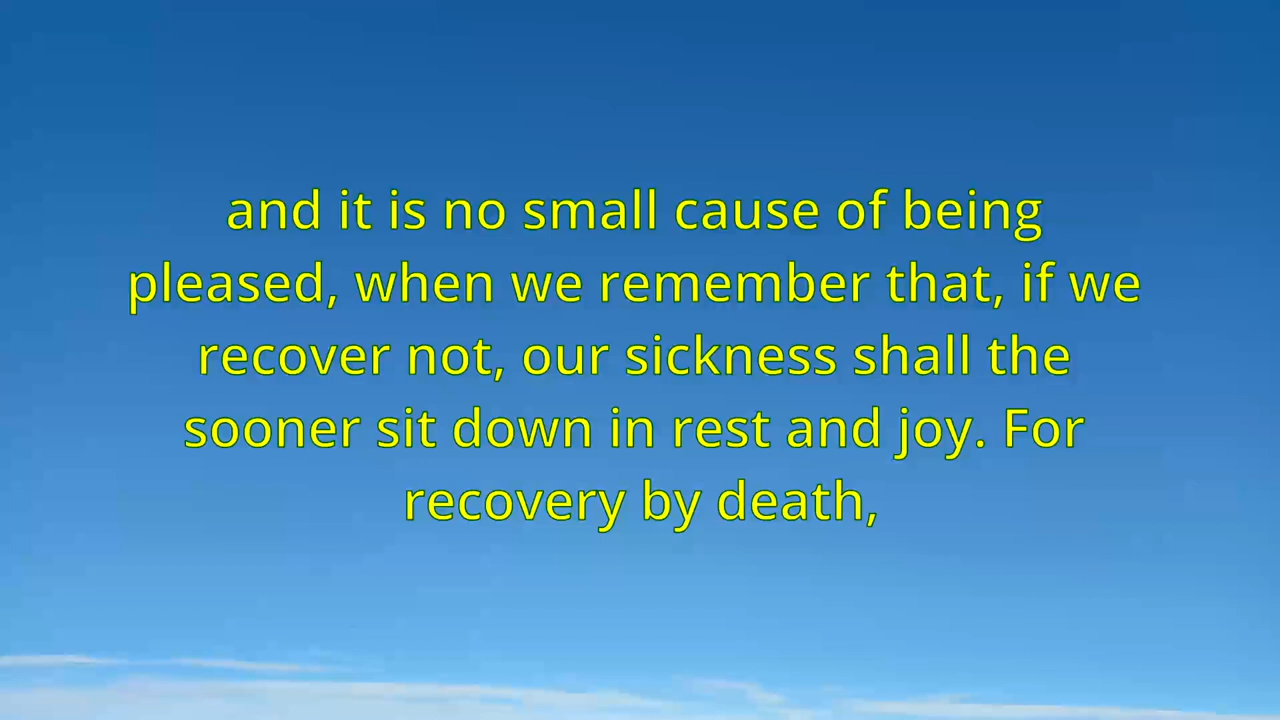 and it is no small cause of being
pleased, when we remember that, if we
recover not, our sickness shall the
sooner sit down in rest and joy. For
recovery by death,